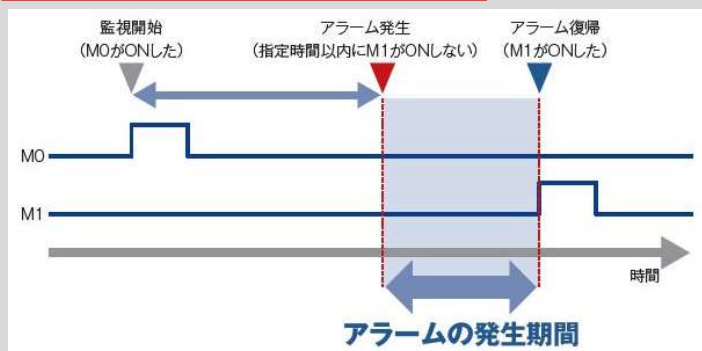 監視開始
(M0がONした)
アラーム発生
(指定時間以内にM1がONしない)
アラーム復帰
(M1がONした)
M0
M1
時間
アラームの発生期間